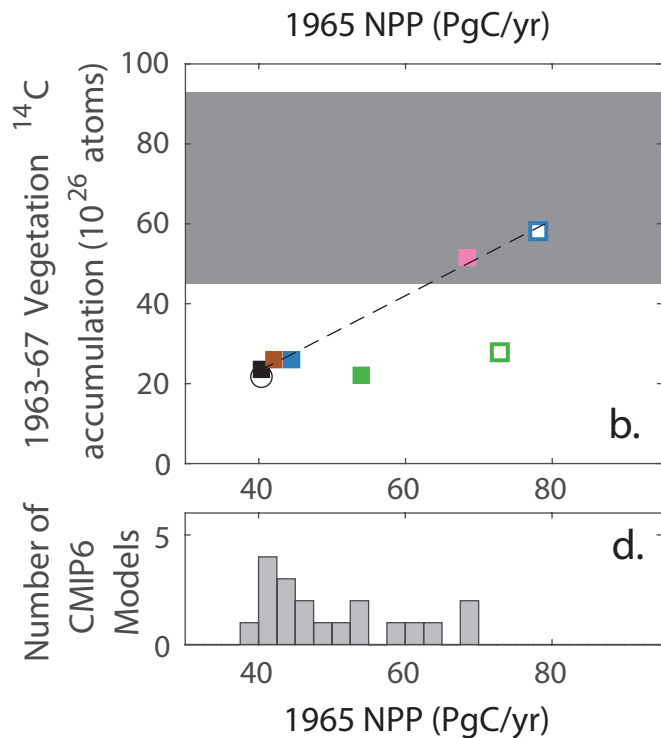 1965 NPP (PgC/yr)
1963-67 Vegetation ¹⁴C
accumulation (10²⁶ atoms)
100
80
60
40
20
0
b.
40 60 80
Number of
CMIP6
Models
5
0
d.
40 60 80
1965 NPP (PgC/yr)